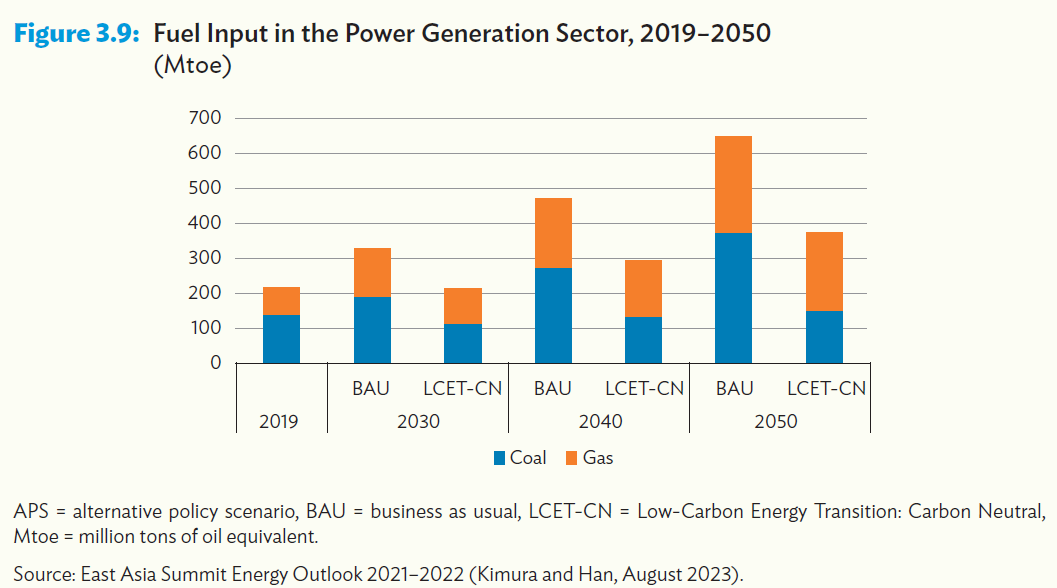 Figure 3.9: Fuel Input in the Power Generation Sector, 2019–2050
(Mtoe)
700
600
500
400
300
200
100
0
BAU LCET-CN BAU LCET-CN BAU LCET-CN
2019 2030 2040 2050
Coal Gas
APS = alternative policy scenario, BAU = business as usual, LCET-CN = Low-Carbon Energy Transition: Carbon Neutral,
Mtoe = million tons of oil equivalent.
Source: East Asia Summit Energy Outlook 2021–2022 (Kimura and Han, August 2023).